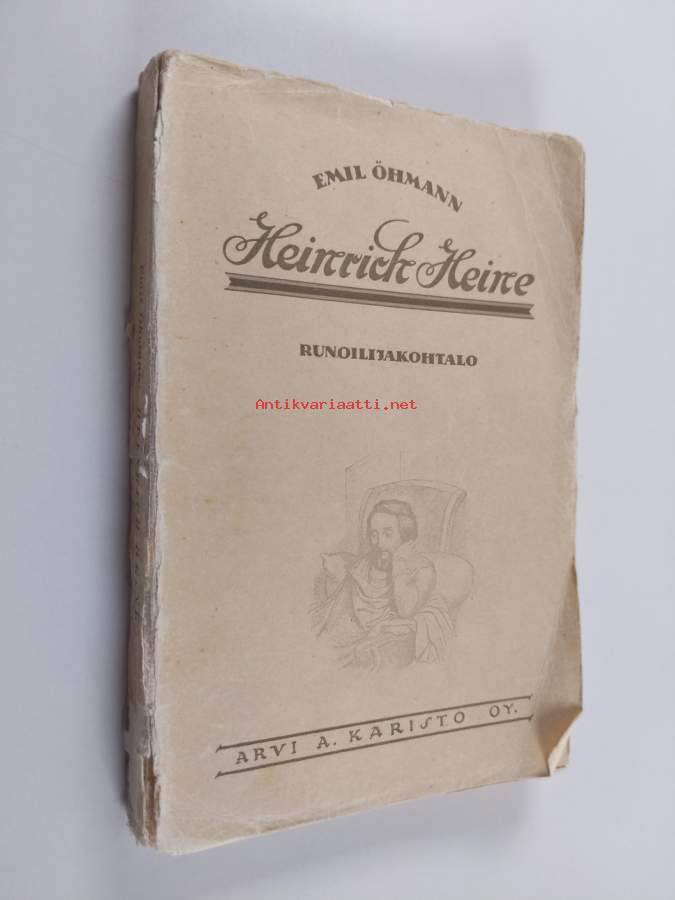 EMIL ÖHMANN
Heinrich Heine
RUNOILIJAKOHTALO
Antikvariaatti.net
ARVI A. KARISTO OY.